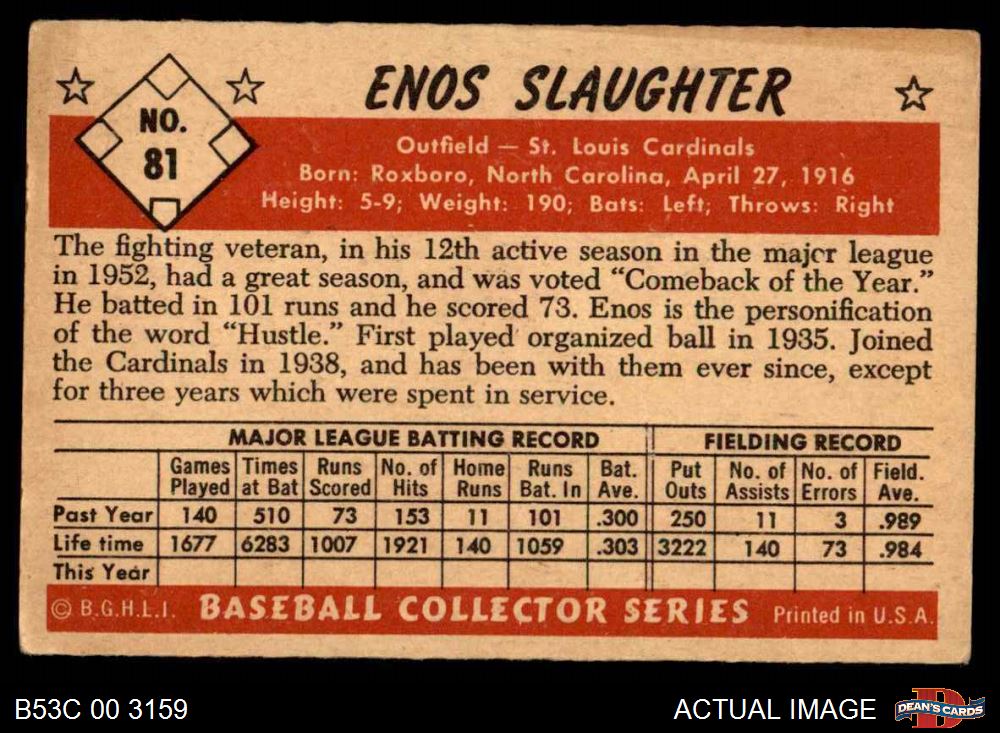 NO.
81
ENOS SLAUGHTER
Outfield — St. Louis Cardinals
Born: Roxboro, North Carolina, April 27, 1916
Height: 5-9; Weight: 190; Bats: Left; Throws: Right
The fighting veteran, in his 12th active season in the major league
in 1952, had a great season, and was voted “Comeback of the Year.”
He batted in 101 runs and he scored 73. Enos is the personification
of the word “Hustle.” First played organized ball in 1935. Joined
the Cardinals in 1938, and has been with them ever since, except
for three years which were spent in service.
MAJOR LEAGUE BATTING RECORD FIELDING RECORD
Games Times Runs No. of Home Runs Bat. Put No. of No. of Field.
Played at Bat Scored Hits Runs Bat. In Ave. Outs Assists Errors Ave.
Past Year 140 510 73 153 11 101 .300 250 11 3 .989
Life time 1677 6283 1007 1921 140 1059 .303 3222 140 73 .984
This Year
© B.G.H.L.I. BASEBALL COLLECTOR SERIES Printed in U.S.A.
B53C 00 3159 ACTUAL IMAGE DEAN'S CARDS